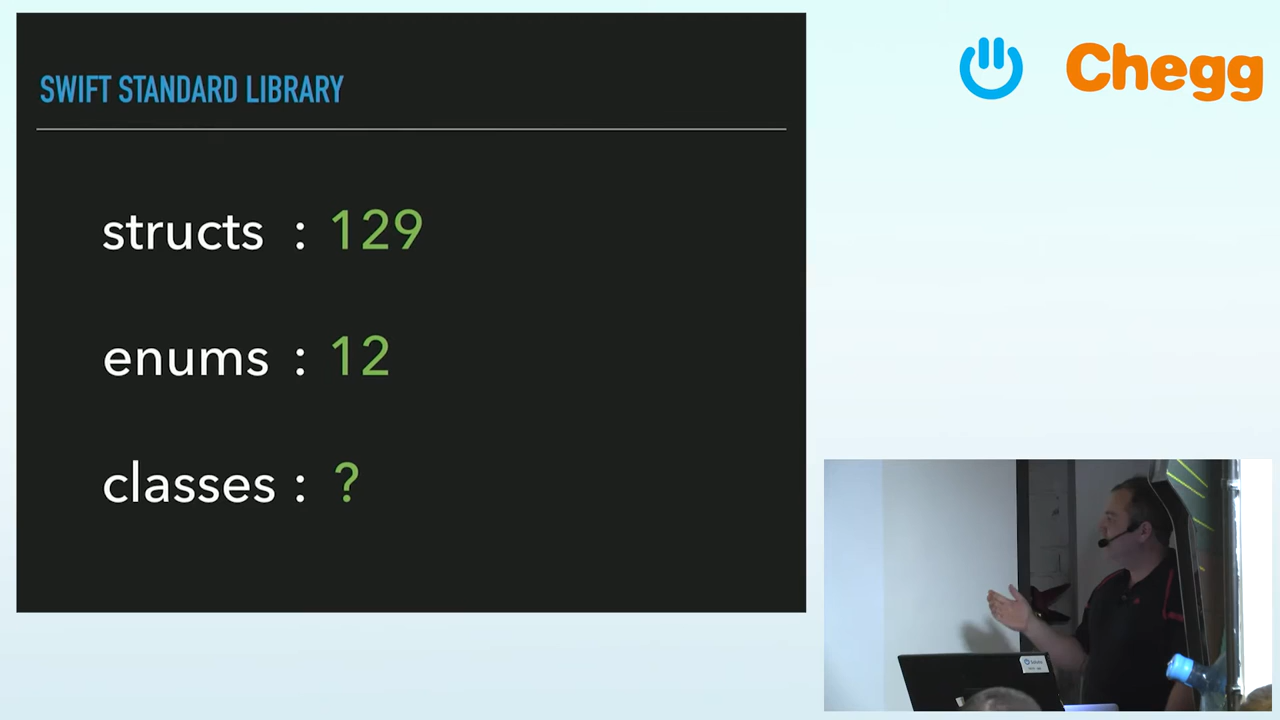 SWIFT STANDARD LIBRARY
structs : 129
enums : 12
classes : ?
Chegg